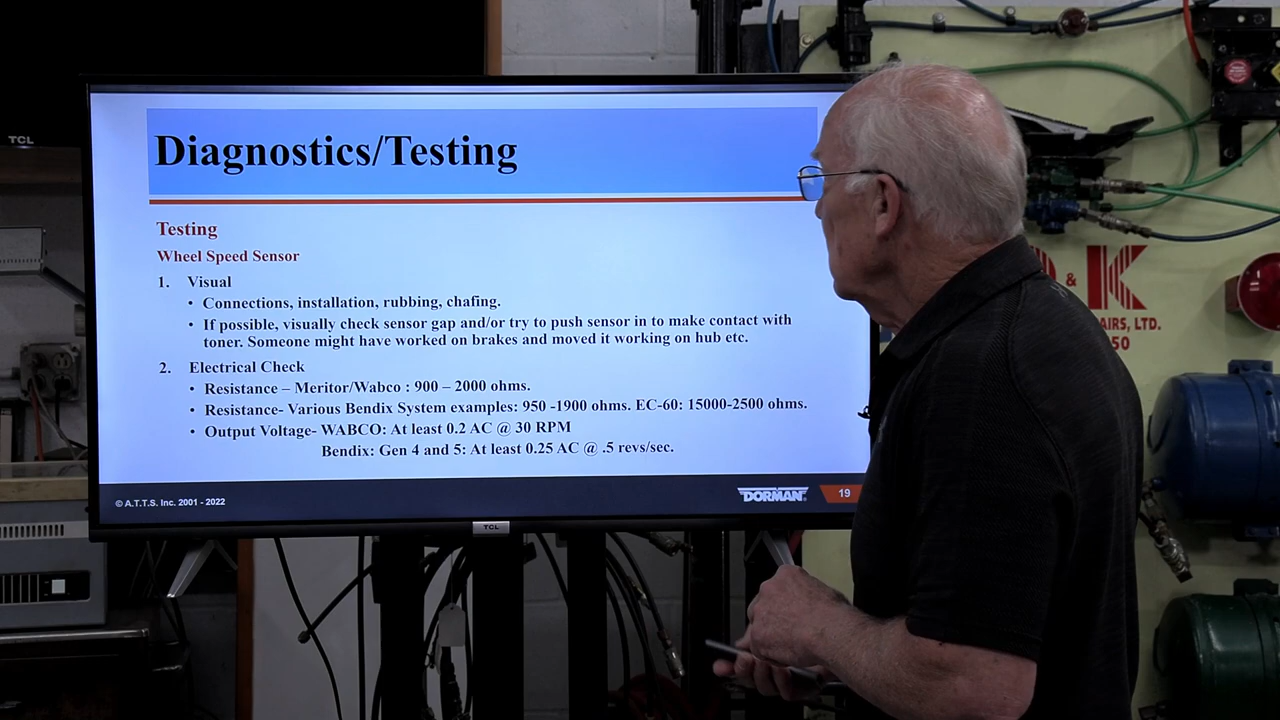 TCL
Diagnostics/Testing
Testing
Wheel Speed Sensor
1. Visual
• Connections, installation, rubbing, chafing.
• If possible, visually check sensor gap and/or try to push sensor in to make contact with
toner. Someone might have worked on brakes and moved it working on hub etc.
2. Electrical Check
• Resistance – Meritor/Wabco : 900 – 2000 ohms.
• Resistance- Various Bendix System examples: 950 -1900 ohms. EC-60: 15000-2500 ohms.
• Output Voltage- WABCO: At least 0.2 AC @ 30 RPM
Bendix: Gen 4 and 5: At least 0.25 AC @ .5 revs/sec.
© A.T.T.S. Inc. 2001 - 2022
DORMAN
19
TCL
& K
AIRS, LTD.
50